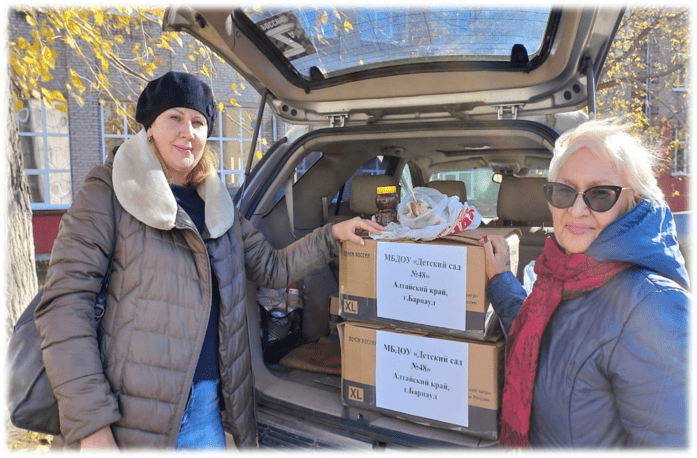 МБДОУ «Детский сад
№48»
Алтайский край,
г.Барнаул
XL
МБДОУ «Детский сад
№48»
Алтайский край,
г.Барнаул
XL